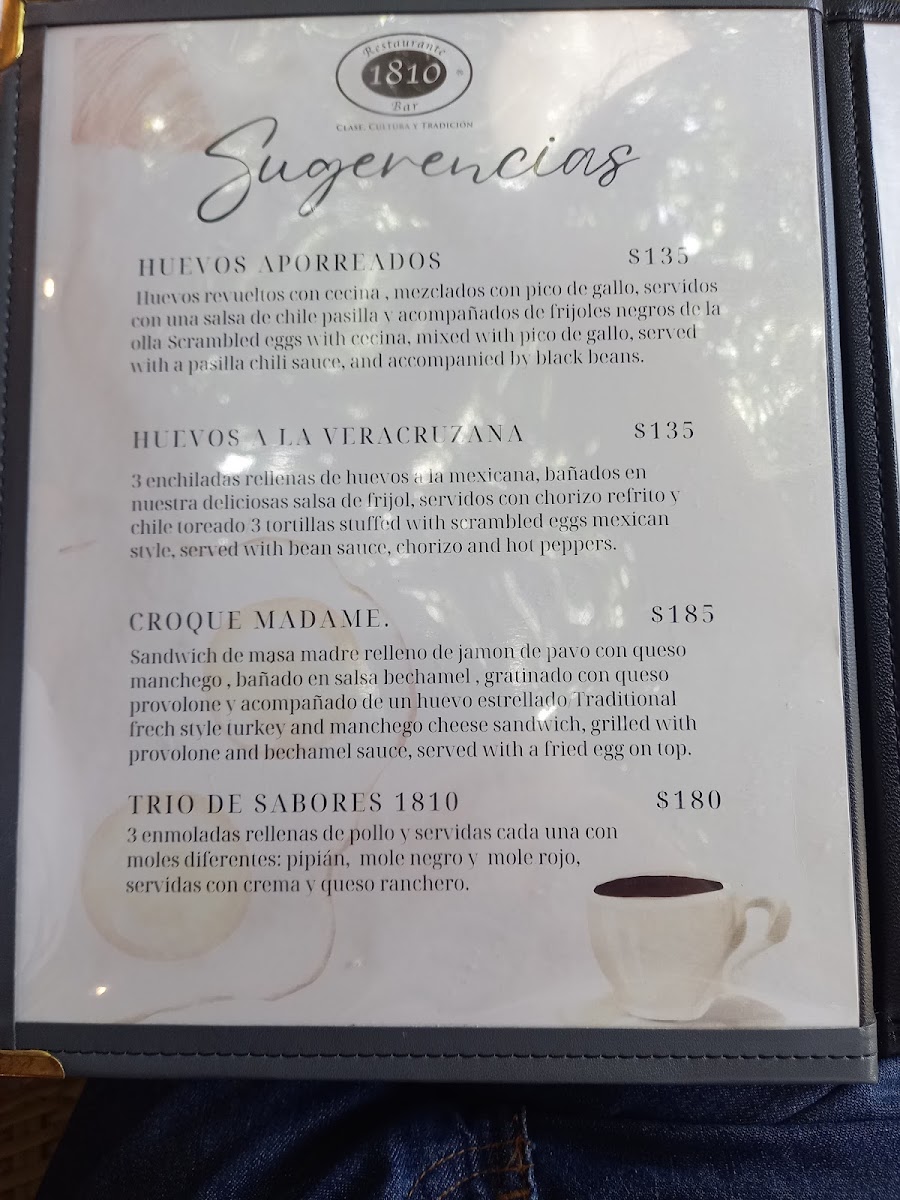 Restaurante
1810 ®
Bar
CLASE, CULTURA Y TRADICIÓN
Sugerencias
HUEVOS APORREADOS $135
Huevos revueltos con cecina , mezclados con pico de gallo, servidos
con una salsa de chile pasilla y acompañados de frijoles negros de la
olla Scrambled eggs with cecina, mixed with pico de gallo, served
with a pasilla chili sauce, and accompanied by black beans.
HUEVOS A LA VERACRUZANA $135
3 enchiladas rellenas de huevos a la mexicana, bañados en
nuestra deliciosas salsa de frijol, servidos con chorizo refrito y
chile toreado 3 tortillas stuffed with scrambled eggs mexican
style, served with bean sauce, chorizo and hot peppers.
CROQUE MADAME. $185
Sandwich de masa madre relleno de jamon de pavo con queso
manchego , bañado en salsa bechamel , gratinado con queso
provolone y acompañado de un huevo estrellado/Traditional
frech style turkey and manchego cheese sandwich, grilled with
provolone and bechamel sauce, served with a fried egg on top.
TRIO DE SABORES 1810 $180
3 enmoladas rellenas de pollo y servidas cada una con
moles diferentes: pipián, mole negro y mole rojo,
servidas con crema y queso ranchero.